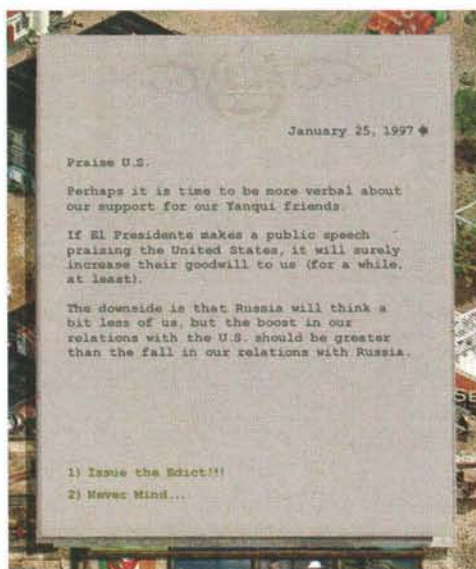 January 25, 1997
Praise U.S.
Perhaps it is time to be more verbal about
our support for our Yanqui friends.
If El Presidente makes a public speech
praising the United States, it will surely
increase their goodwill to us (for a while,
at least).
The downside is that Russia will think a
bit less of us, but the boost in our
relations with the U.S. should be greater
than the fall in our relations with Russia.
1) Issue the Edict!!!
2) Never Mind...